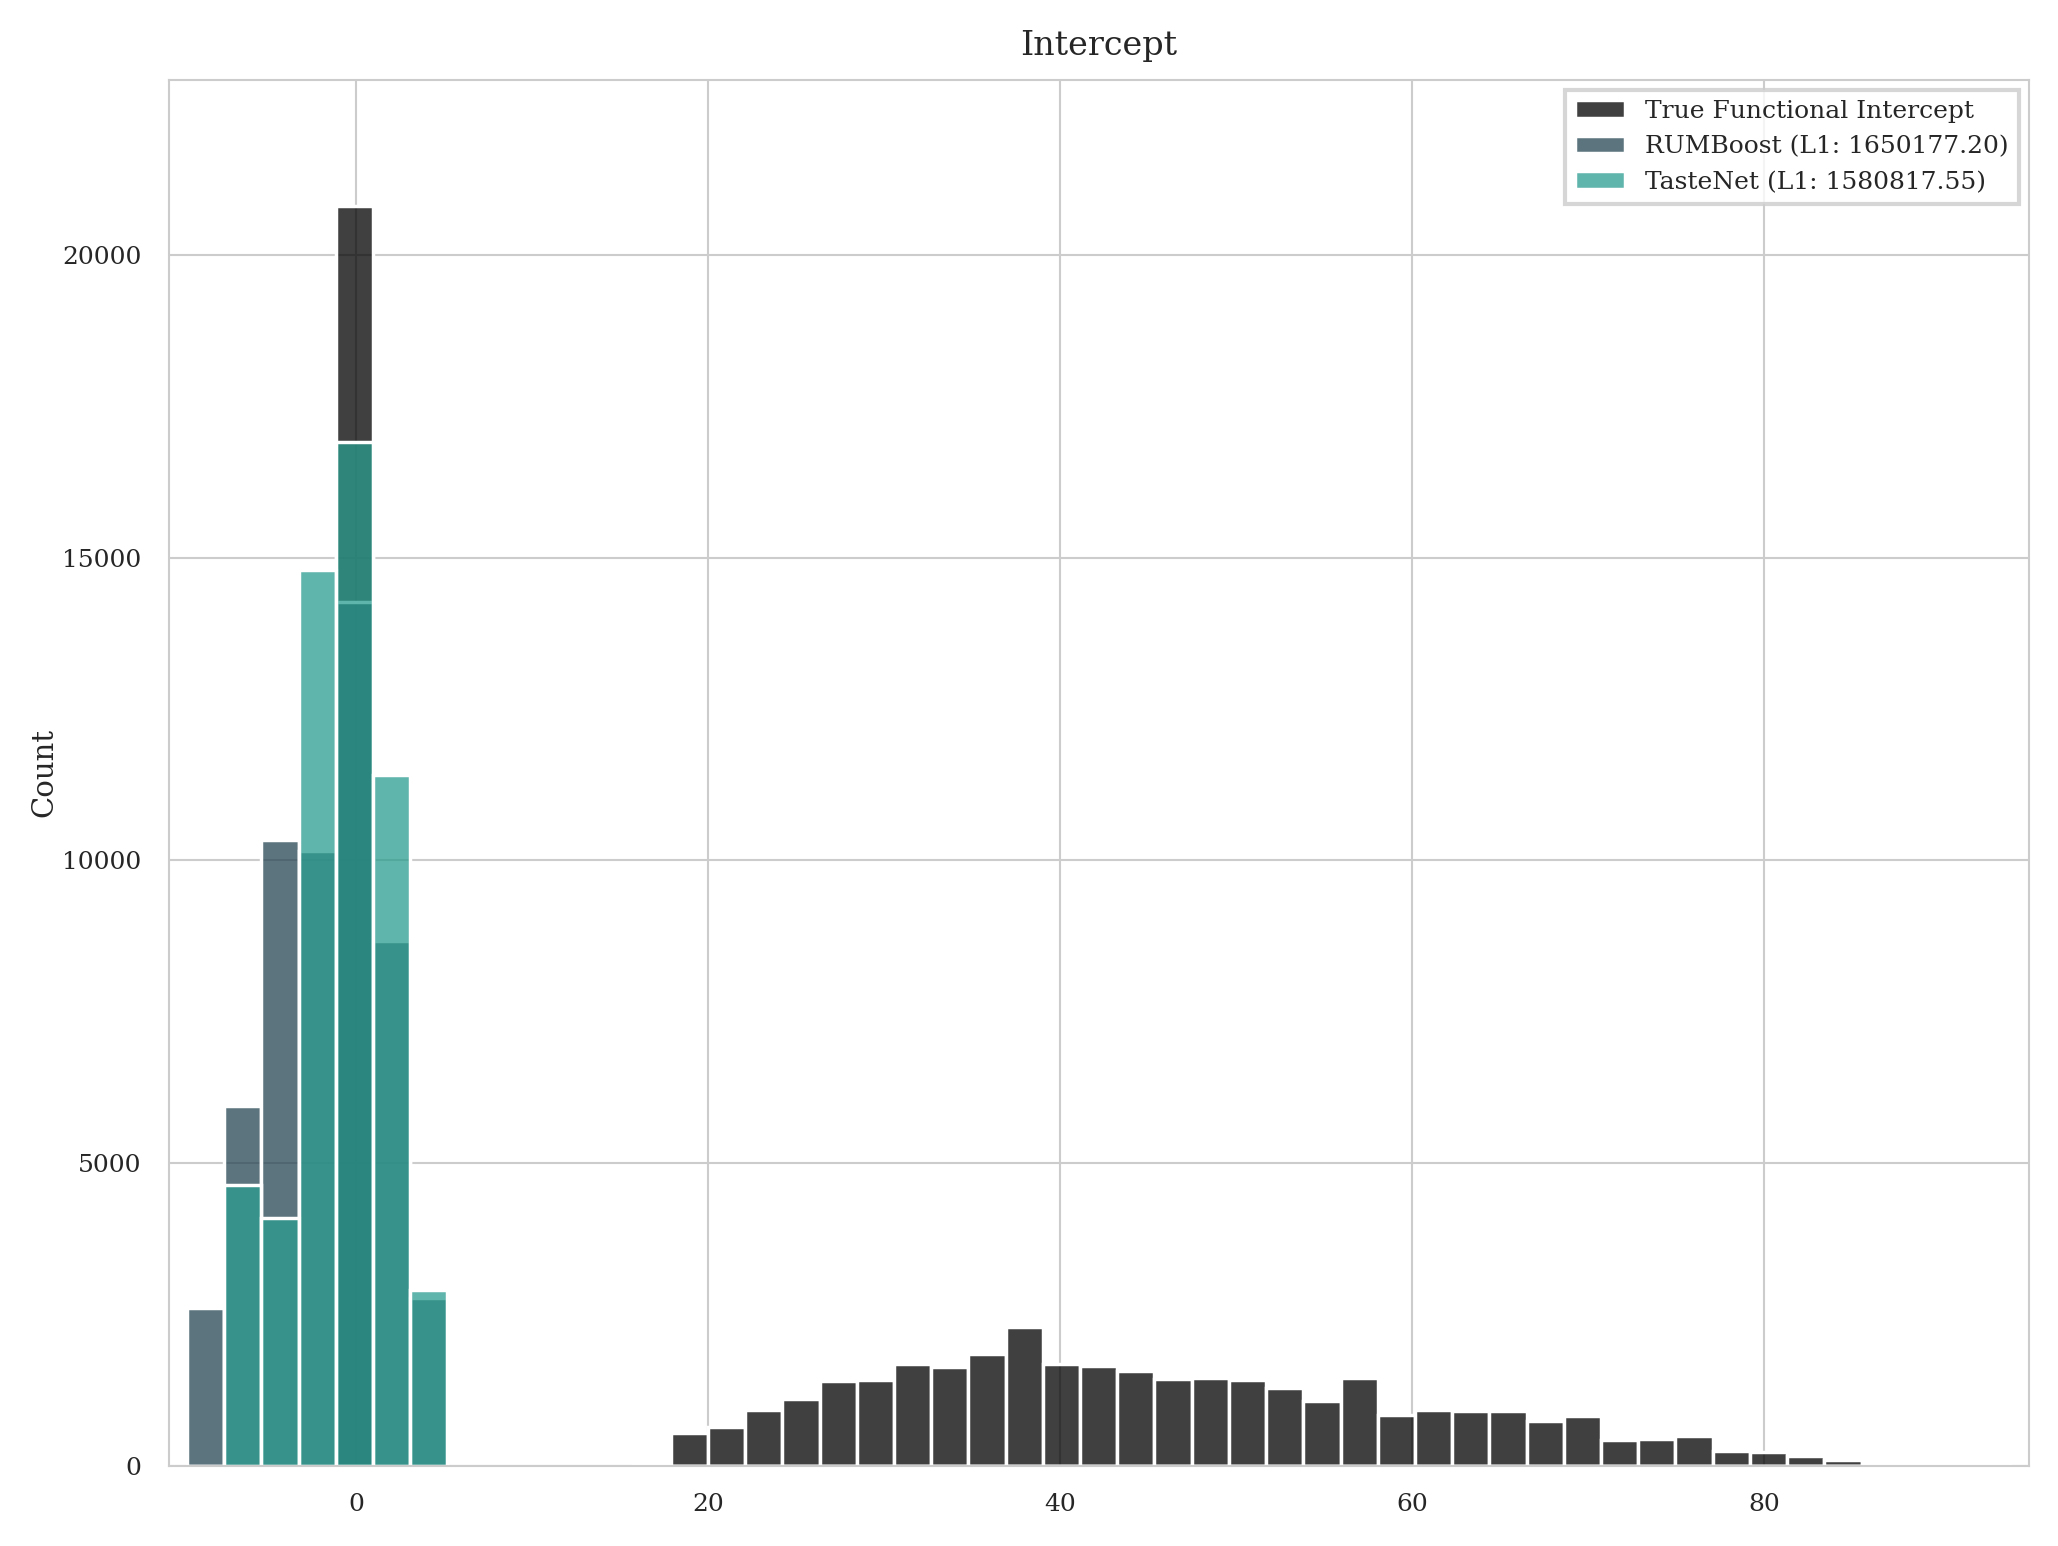 Intercept
True Functional Intercept
RUMBoost (L1: 1650177.20)
TasteNet (L1: 1580817.55)
Count
20000
15000
10000
5000
0
0 20 40 60 80